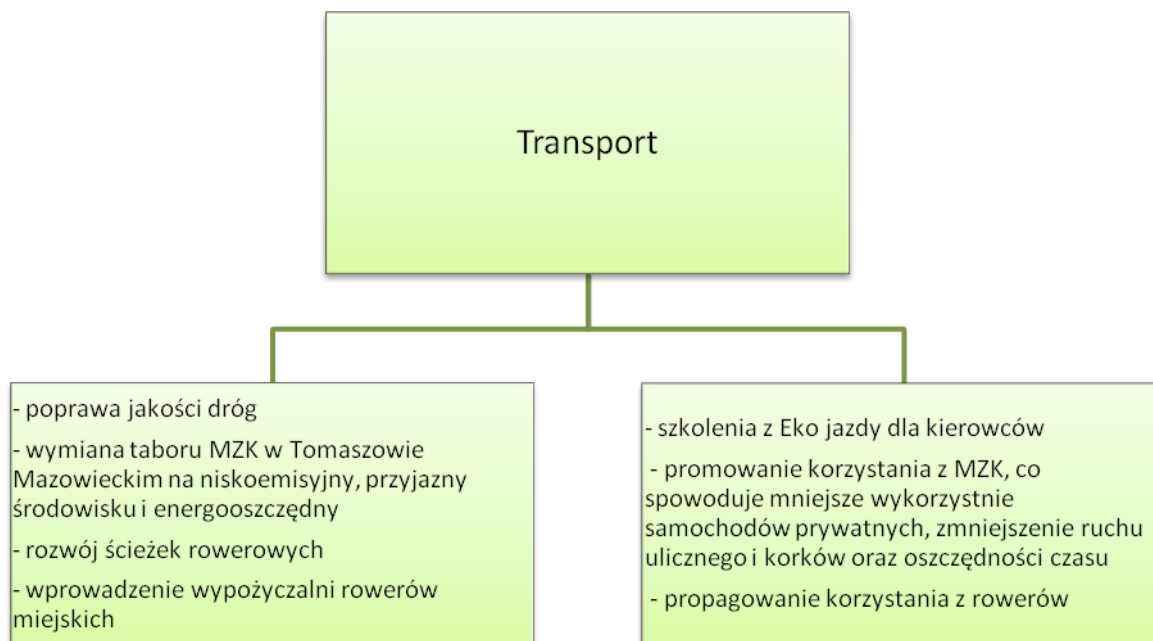 Transport
- poprawa jakości dróg
- wymiana taboru MZK w Tomaszowie
Mazowieckim na niskoemisyjny, przyjazny
środowisku i energooszczędny
- rozwój ścieżek rowerowych
- wprowadzenie wypożyczalni rowerów
miejskich
- szkolenia z Eko jazdy dla kierowców
- promowanie korzystania z MZK, co
spowoduje mniejsze wykorzystnie
samochodów prywatnych, zmniejszenie ruchu
ulicznego i korków oraz oszczędności czasu
- propagowanie korzystania z rowerów